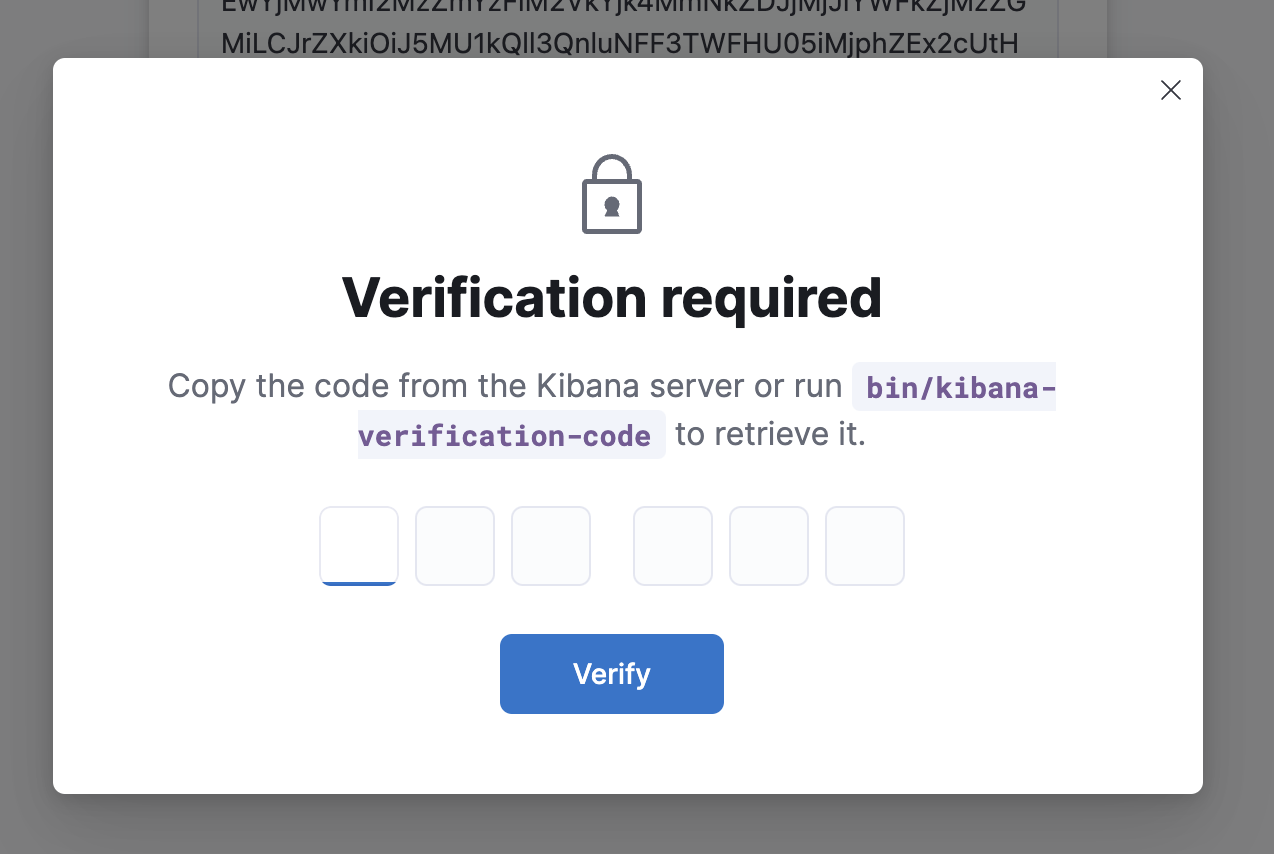 MiLCJrZXkiOiJ5MU1kQll3QnluNFF3TWFHU05iMjphZEx2cUtH
Verification required
Copy the code from the Kibana server or run bin/kibana-
verification-code to retrieve it.
Verify